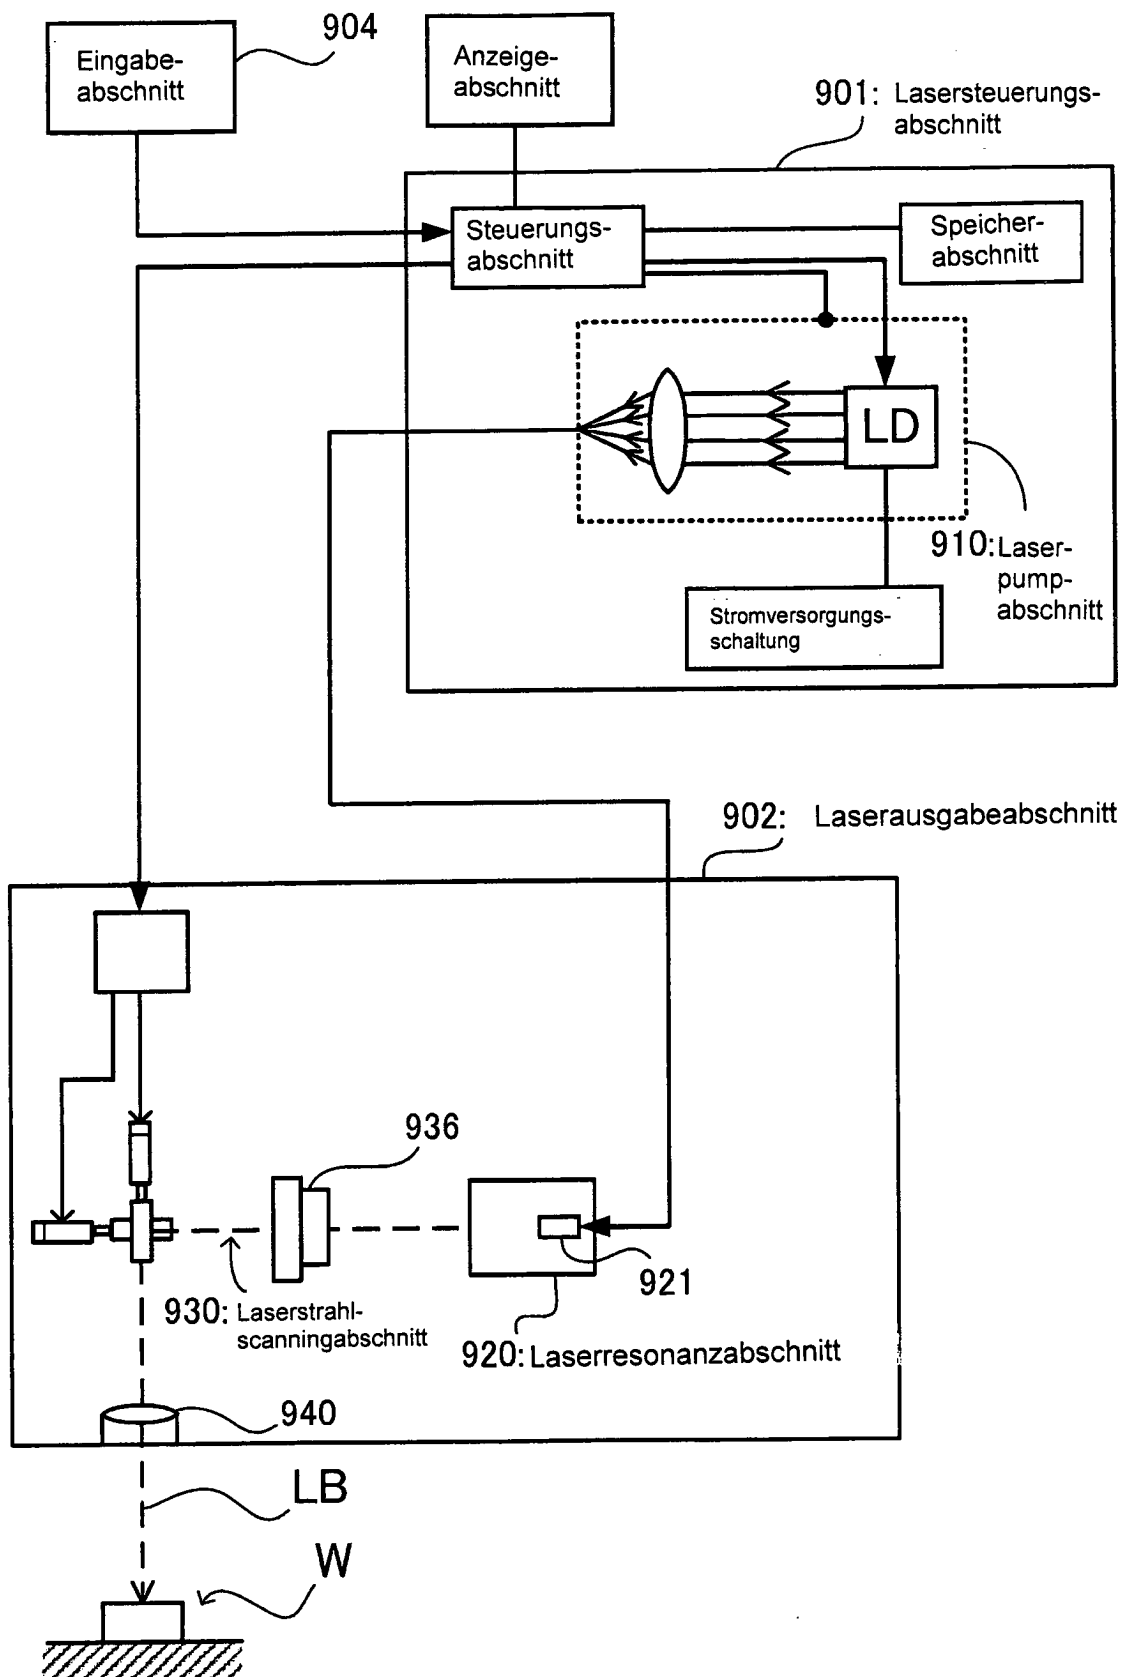 904
Eingabe-
abschnitt
Anzeige-
abschnitt
901: Lasersteuerungs-
abschnitt
Steuerungs-
abschnitt
Speicher-
abschnitt
LD
910: Laser-
pump-
abschnitt
Stromversorgungs-
schaltung
902: Laserausgabeabschnitt
936
921
930: Laserstrahl-
scanningabschnitt
920: Laserresonanzabschnitt
940
LB
W